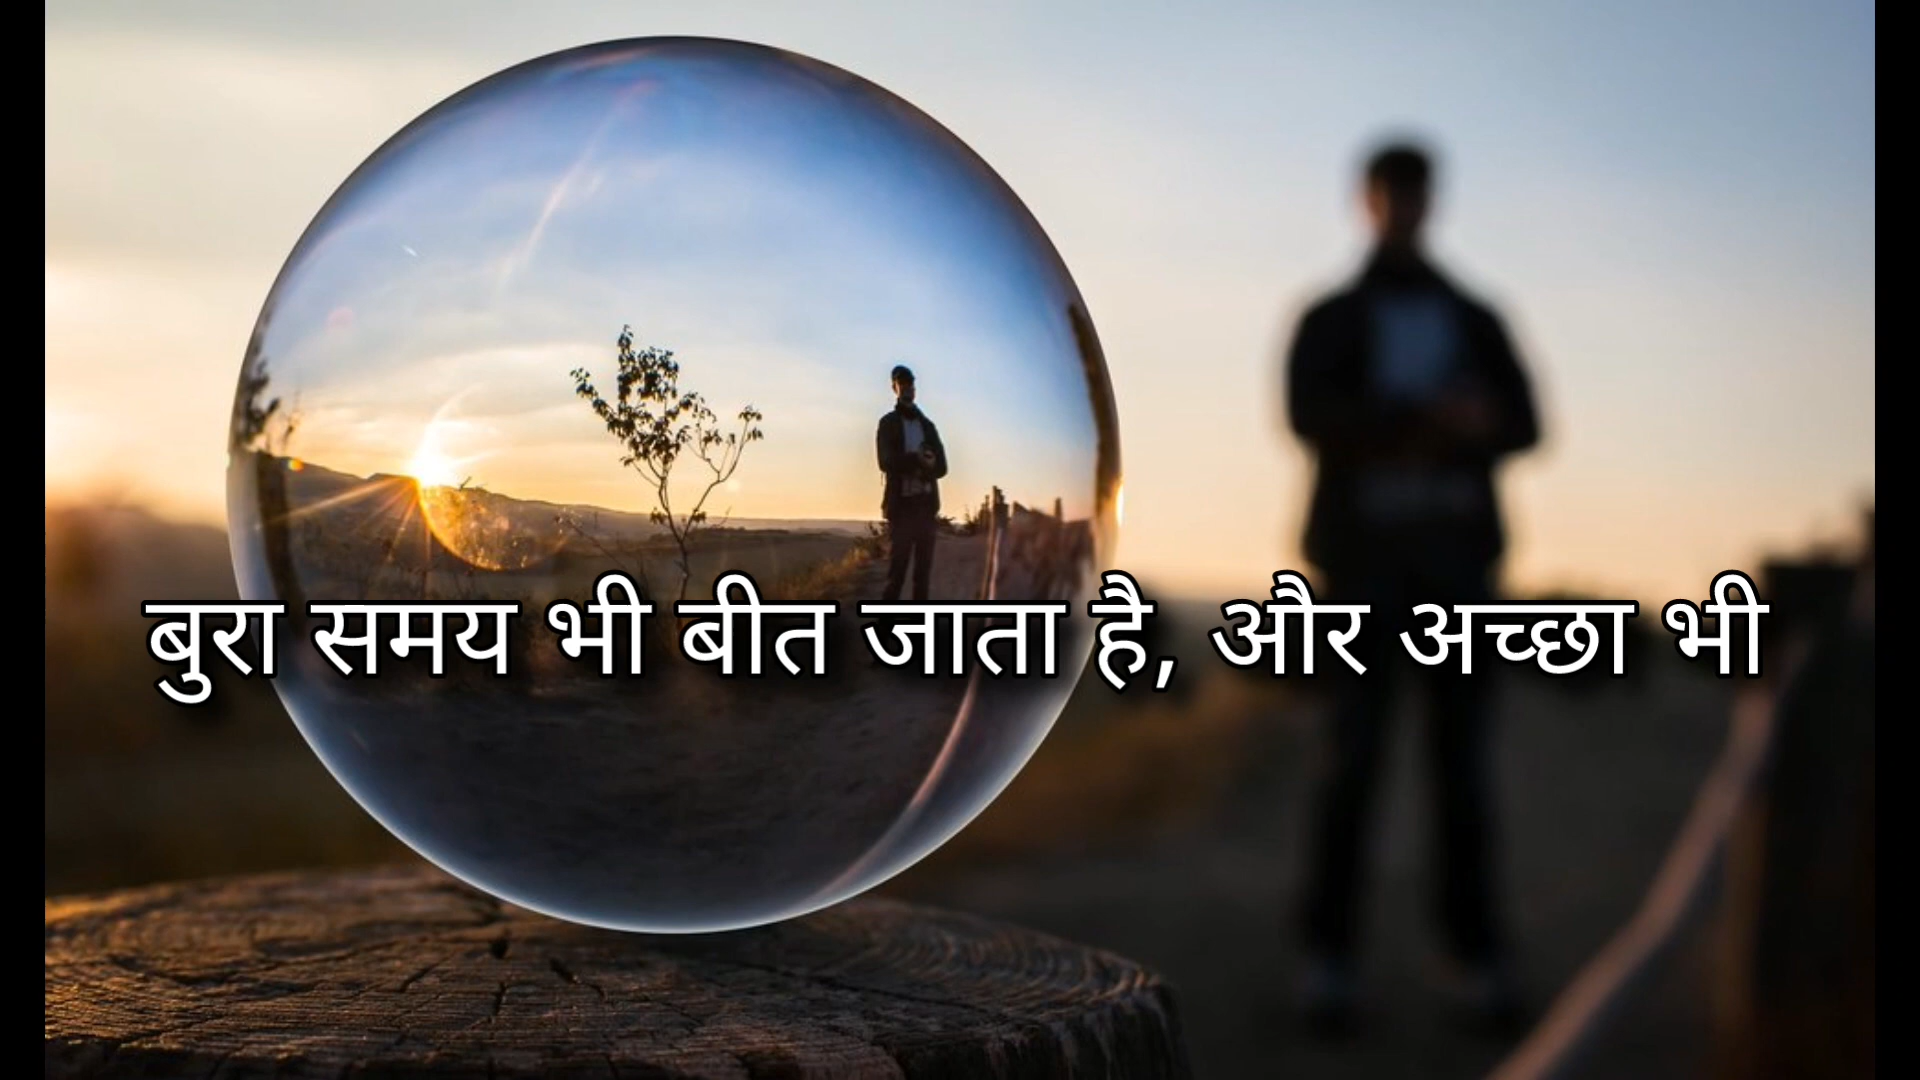 बुरा समय भी बीत जाता है, और अच्छा भी